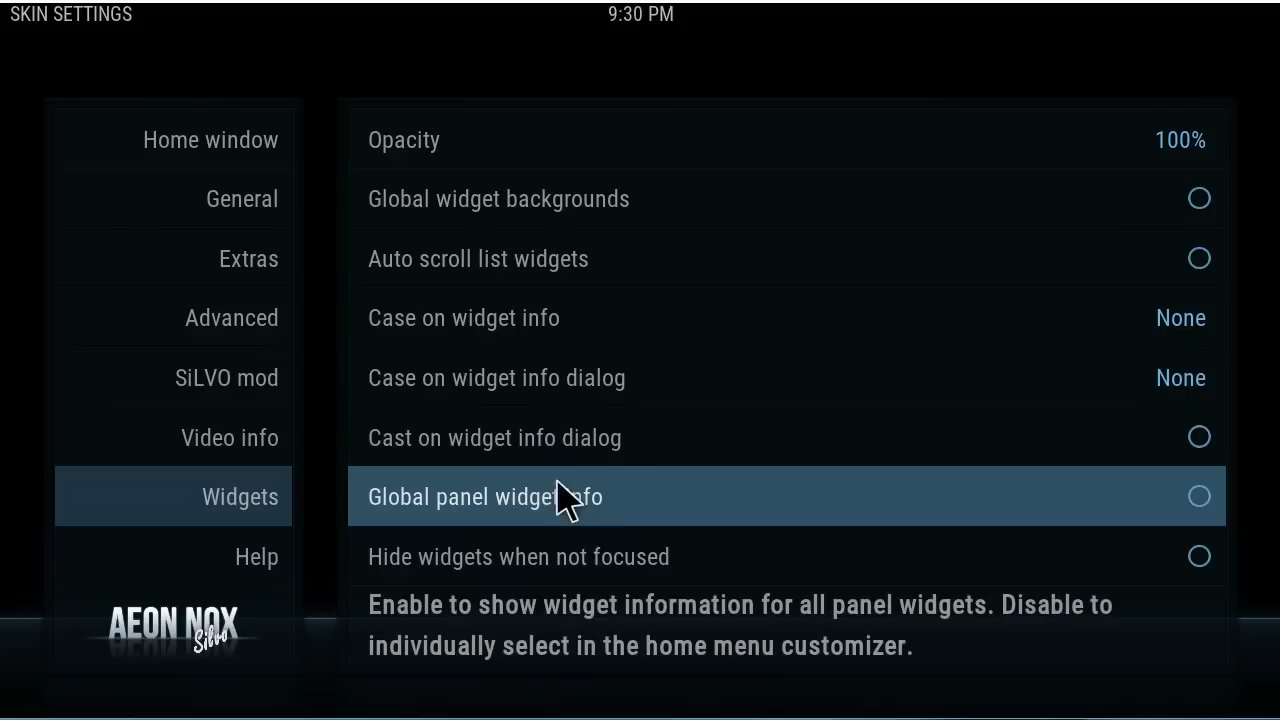 SKIN SETTINGS
9:30 PM
Home window
General
Extras
Advanced
SiLVO mod
Video info
Widgets
Help
AEON NOX
Silvo
Opacity 100%
Global widget backgrounds
Auto scroll list widgets
Case on widget info None
Case on widget info dialog None
Cast on widget info dialog
Global panel widget info
Hide widgets when not focused
Enable to show widget information for all panel widgets. Disable to
individually select in the home menu customizer.